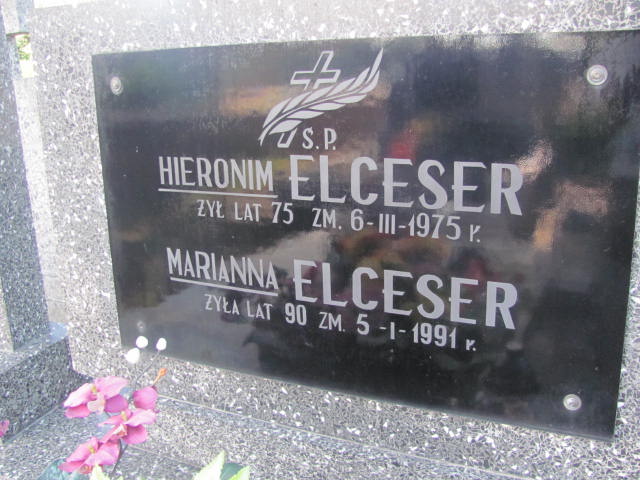 Ś.P.
HIERONIM ELCESER
ŻYŁ LAT 75 ZM. 6-III-1975 r.
MARIANNA ELCESER
ŻYŁA LAT 90 ZM. 5-I-1991 r.